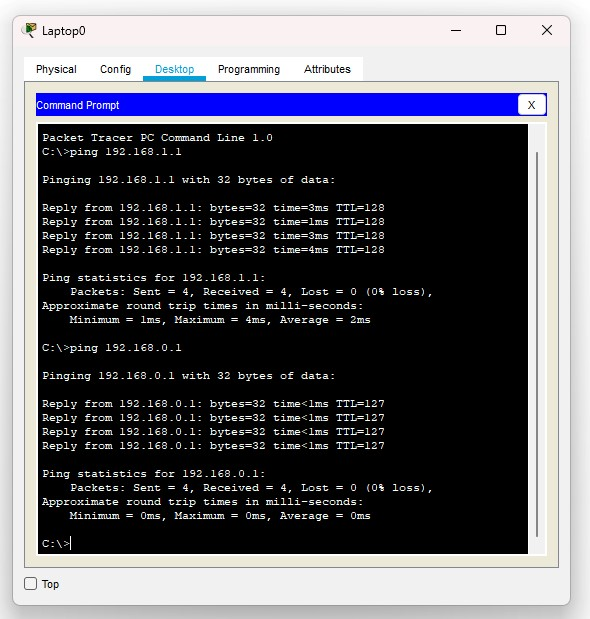 Laptop0
Physical Config Desktop Programming Attributes
Command Prompt X
Packet Tracer PC Command Line 1.0
C:\>ping 192.168.1.1
Pinging 192.168.1.1 with 32 bytes of data:
Reply from 192.168.1.1: bytes=32 time=3ms TTL=128
Reply from 192.168.1.1: bytes=32 time=1ms TTL=128
Reply from 192.168.1.1: bytes=32 time=3ms TTL=128
Reply from 192.168.1.1: bytes=32 time=4ms TTL=128
Ping statistics for 192.168.1.1:
Packets: Sent = 4, Received = 4, Lost = 0 (0% loss),
Approximate round trip times in milli-seconds:
Minimum = 1ms, Maximum = 4ms, Average = 2ms
C:\>ping 192.168.0.1
Pinging 192.168.0.1 with 32 bytes of data:
Reply from 192.168.0.1: bytes=32 time<1ms TTL=127
Reply from 192.168.0.1: bytes=32 time<1ms TTL=127
Reply from 192.168.0.1: bytes=32 time<1ms TTL=127
Reply from 192.168.0.1: bytes=32 time<1ms TTL=127
Ping statistics for 192.168.0.1:
Packets: Sent = 4, Received = 4, Lost = 0 (0% loss),
Approximate round trip times in milli-seconds:
Minimum = 0ms, Maximum = 0ms, Average = 0ms
C:\>
Top